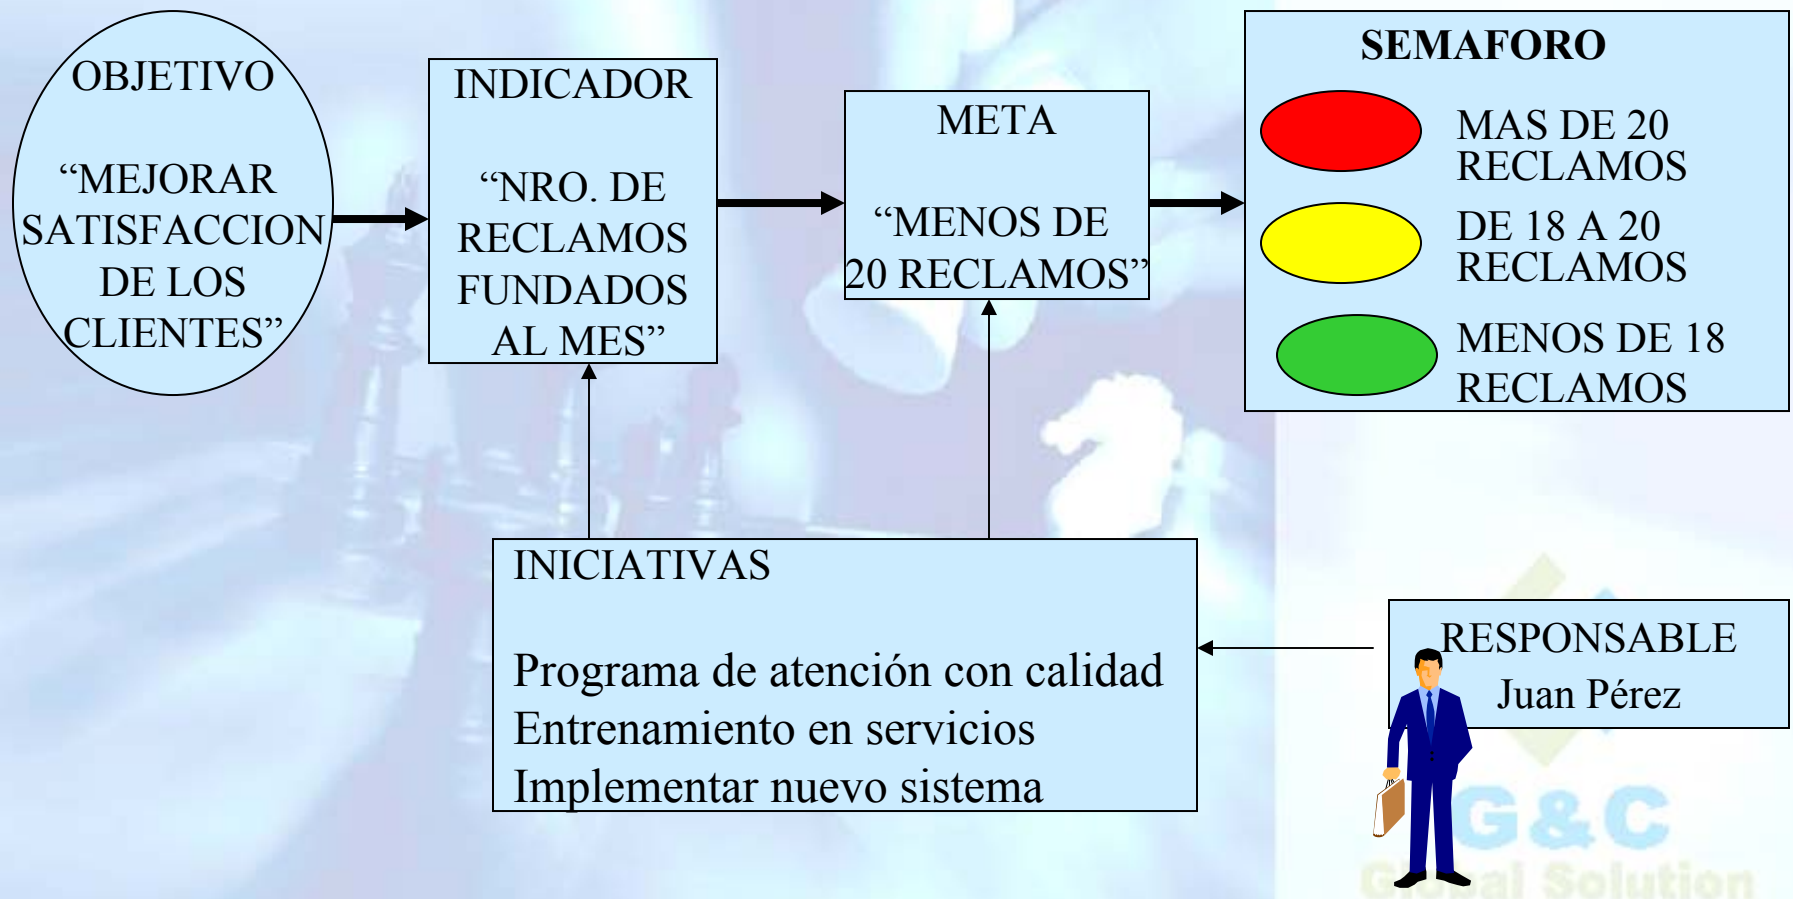 OBJETIVO
“MEJORAR
SATISFACCION
DE LOS
CLIENTES”
INDICADOR
“NRO. DE
RECLAMOS
FUNDADOS
AL MES”
META
“MENOS DE
20 RECLAMOS”
SEMAFORO
MAS DE 20
RECLAMOS
DE 18 A 20
RECLAMOS
MENOS DE 18
RECLAMOS
INICIATIVAS
Programa de atención con calidad
Entrenamiento en servicios
Implementar nuevo sistema
RESPONSABLE
Juan Pérez
G&C
Global Solution